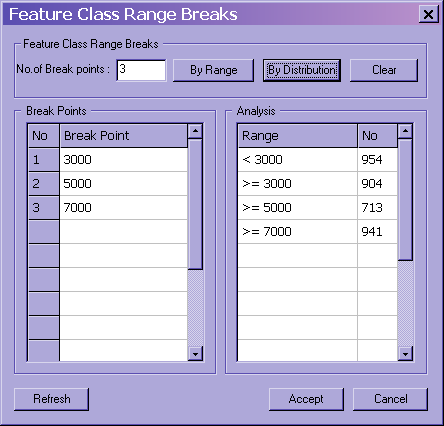 Feature Class Range Breaks
Feature Class Range Breaks
No.of Break points : 3 By Range By Distribution Clear
Break Points
No Break Point
1 3000
2 5000
3 7000
Analysis
Range No
< 3000 954
>= 3000 904
>= 5000 713
>= 7000 941
Refresh Accept Cancel